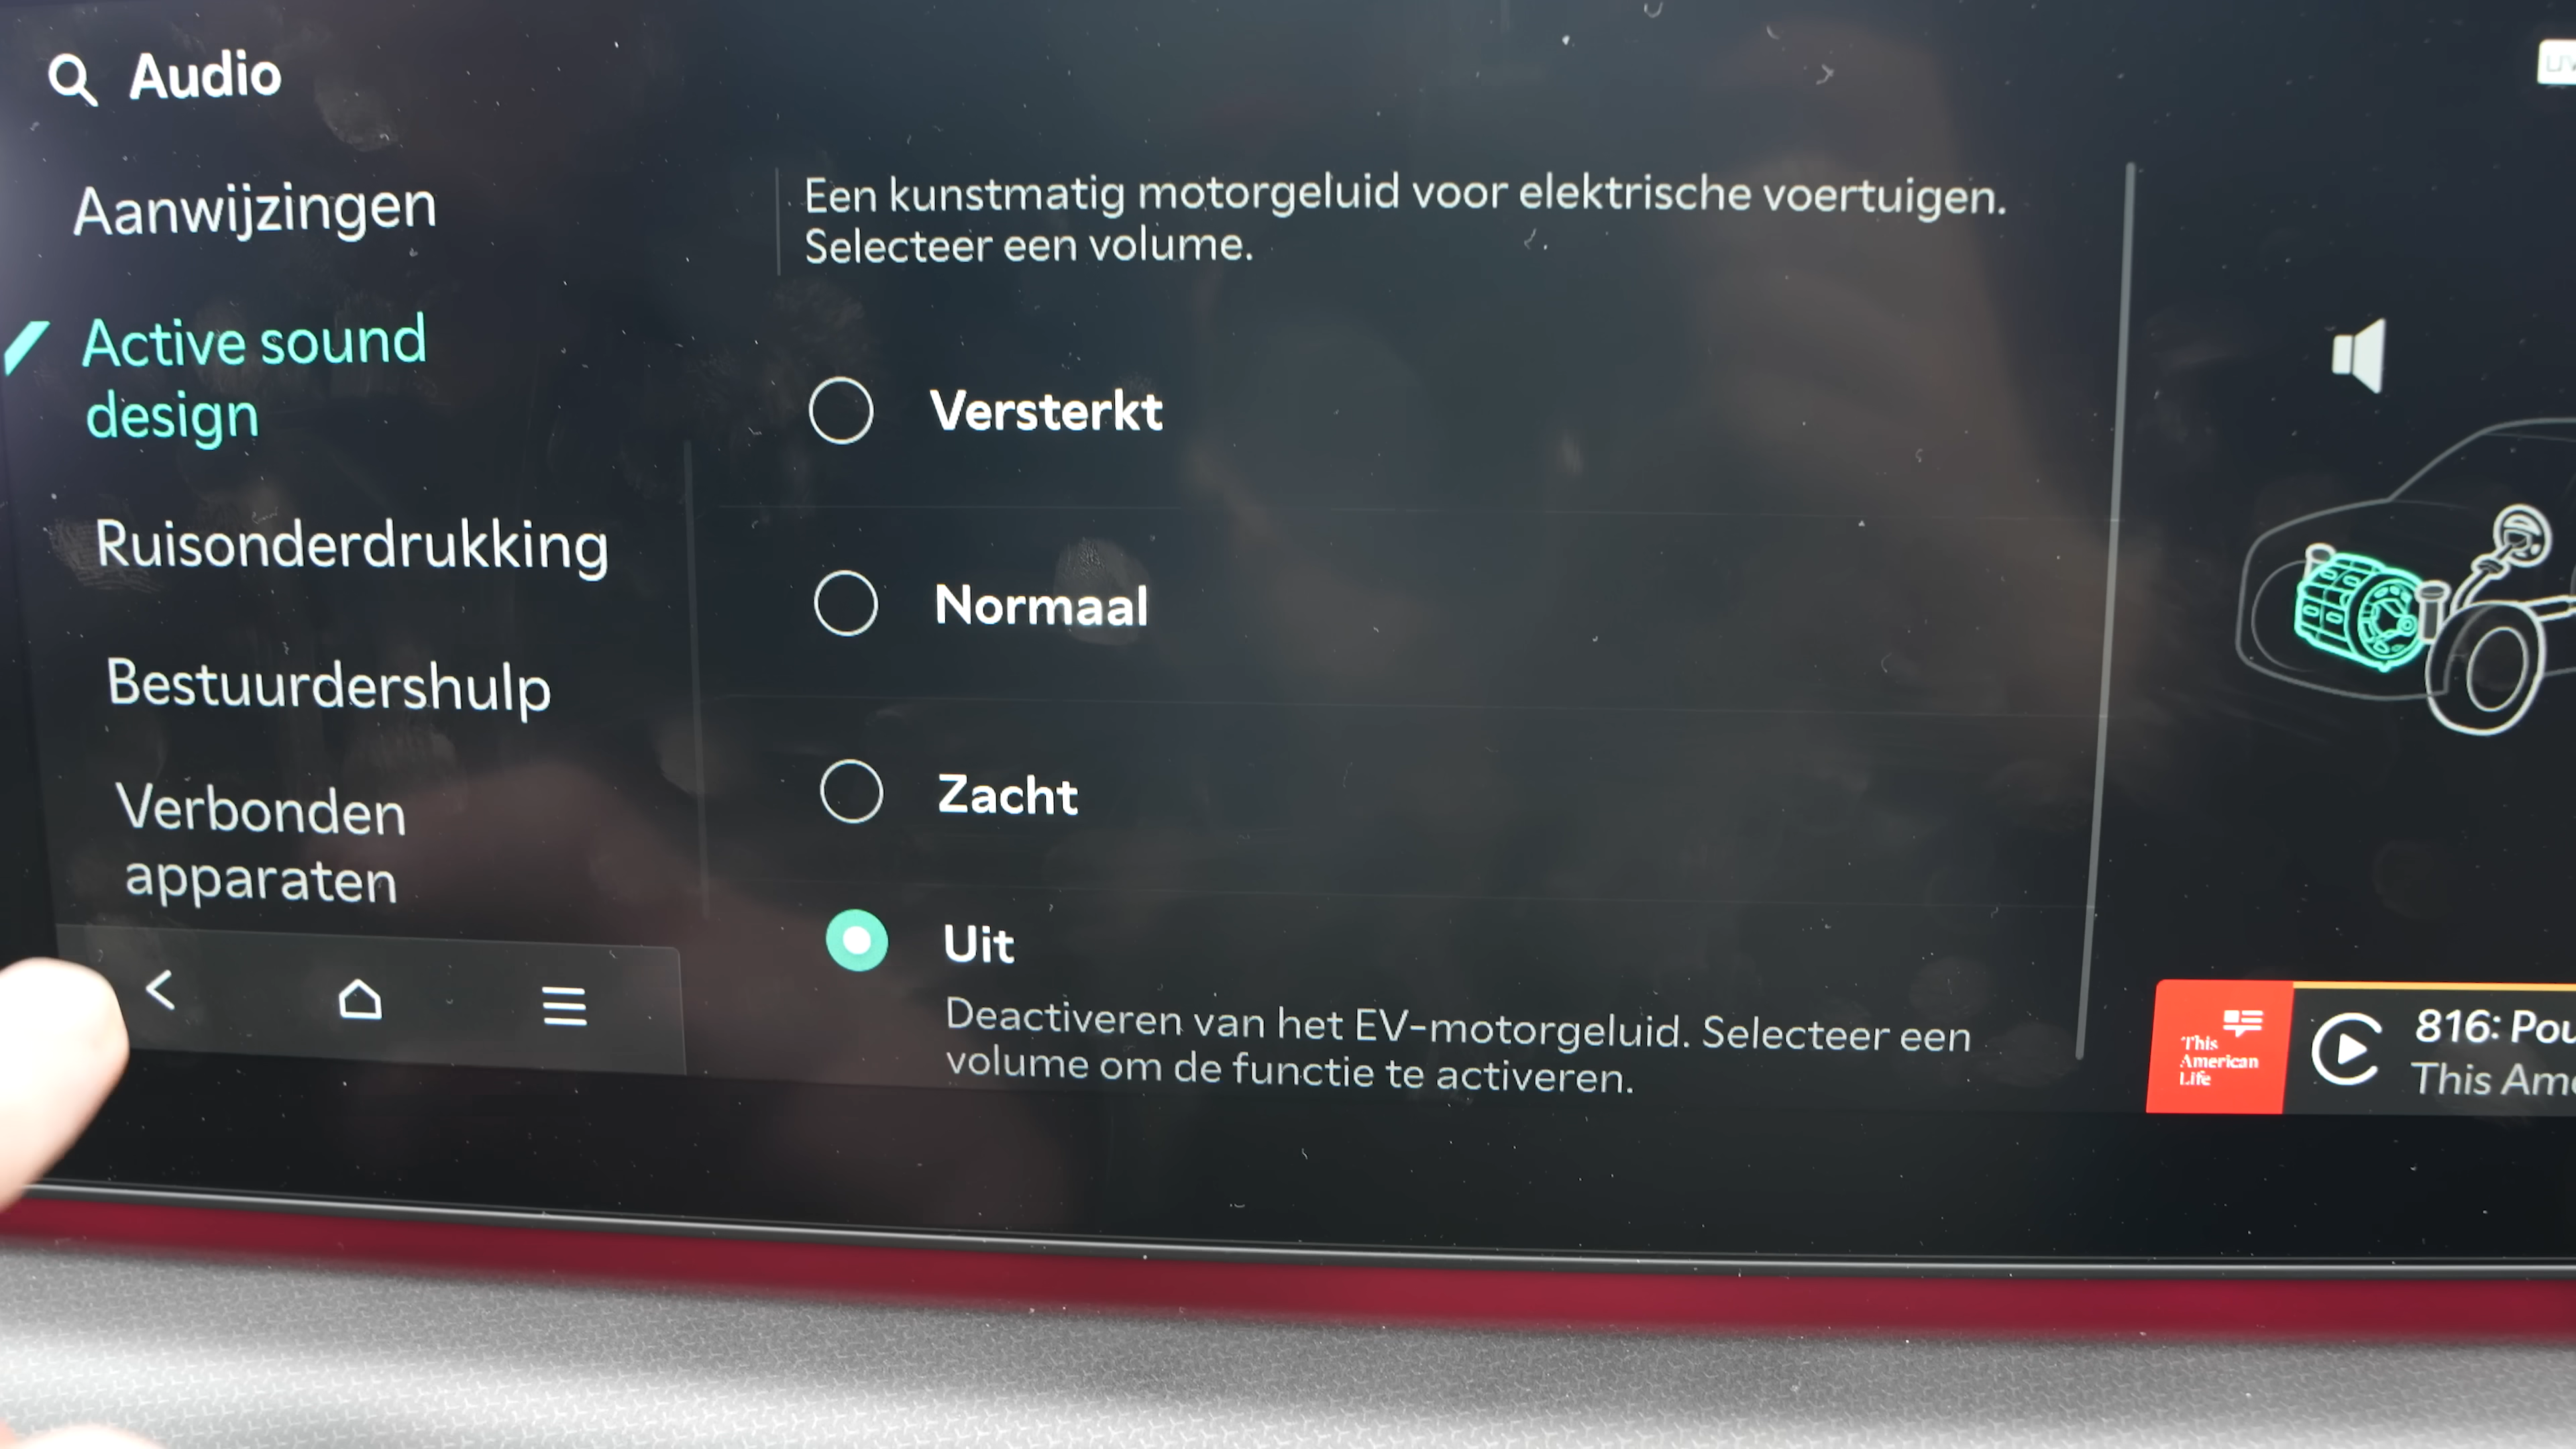 Audio
Aanwijzingen
Active sound
design
Ruisonderdrukking
Bestuurdershulp
Verbonden
apparaten
Een kunstmatig motorgeluid voor elektrische voertuigen.
Selecteer een volume.
Versterkt
Normaal
Zacht
Uit
Deactiveren van het EV-motorgeluid. Selecteer een
volume om de functie te activeren.
This
American
Life
816:
This